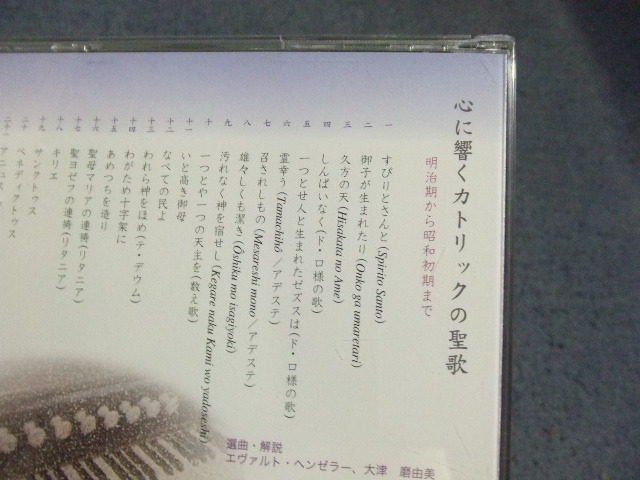 心に響くカトリックの聖歌
明治期から昭和初期まで
一 すぴりとさんと(Spirito Santo)
二 御子が生まれたり(Onko ga umaretari)
三 久方の天(Hisakata no Ame)
四 しんぱいなく(ド・ロ様の歌)
五 一つとせ人と生まれたゼズスは(ド・ロ様の歌)
六 霊幸う(Tamachihō／アデステ)
七 召されしもの(Mesareshi mono／アデステ)
八 雄々しくも潔き(Ōshiku mo isagiyoki)
九 汚れなく神を宿せし(Kegare naku Kami wo yadoseshi)
十 一つとや一つの天主を(数え歌)
十一 いと高き御母
十二 なべての民よ
十三 われら神をほめ(テ・デウム)
十四 わがため十字架に
十五 あめつちを造り
十六 聖母マリアの連祷(リタニア)
十七 聖ヨゼフの連祷(リタニア)
十八 キリエ
十九 サンクトゥス
二十 ベネディクトゥス
二十一 アニュス
選曲・解説
エヴァルト・ヘンゼラー、大津 磨由美